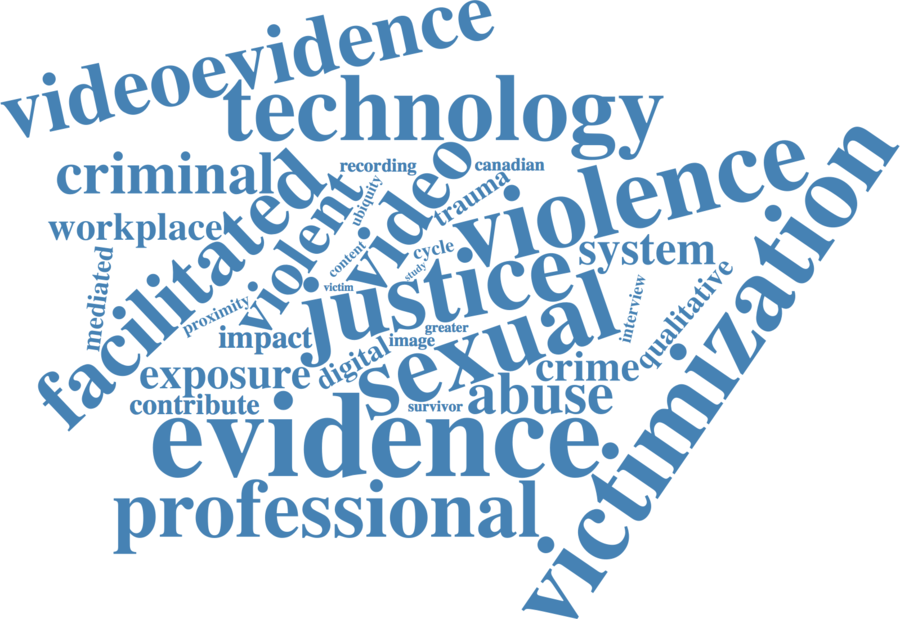 videoevidence
technology
criminal
recording
canadian
workplace
facilitated
violent
ubiquity
video
trauma
violence
content
cycle
study
system
mediated
victim
justice
proximity
impact
greater
image
sexual
interview
qualitative
victimization
exposure
digital
crime
contribute
survivor
abuse
evidence
professional